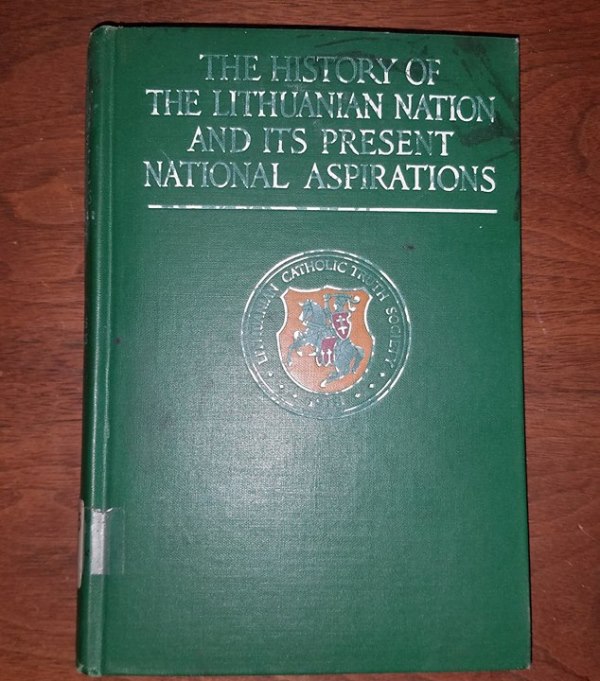 THE HISTORY OF
THE LITHUANIAN NATION
AND ITS PRESENT
NATIONAL ASPIRATIONS
LITHUANIAN CATHOLIC TRUTH SOCIETY